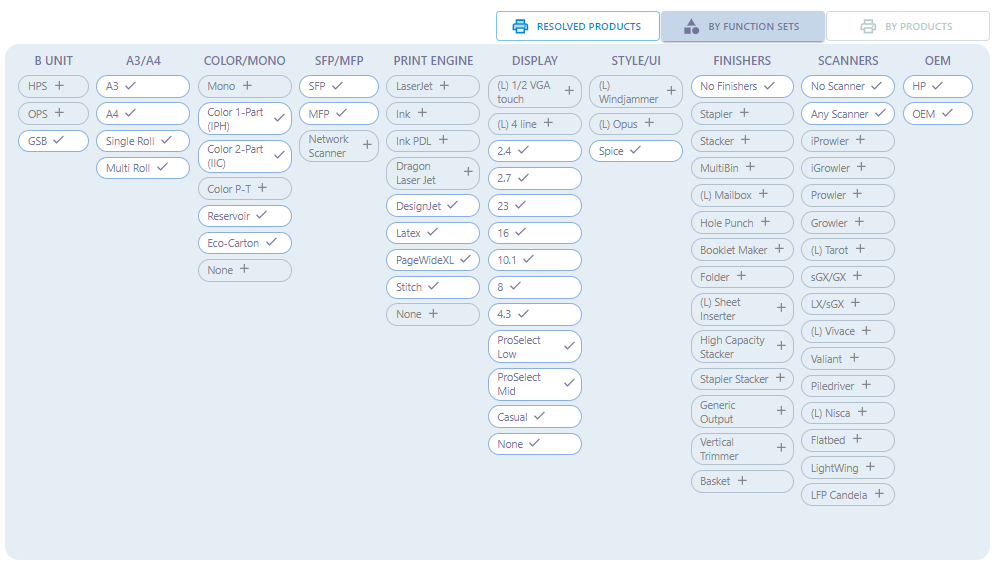 RESOLVED PRODUCTS
BY FUNCTION SETS
BY PRODUCTS
B UNIT
HPS
OPS
GSB
A3/A4
A3
A4
Single Roll
Multi Roll
COLOR/MONO
Mono
Color 1-Part
(IPH)
Color 2-Part
(IIC)
Color P-T
Reservoir
Eco-Carton
None
SFP/MFP
SFP
MFP
Network
Scanner
PRINT ENGINE
LaserJet
Ink
Ink PDL
Dragon
Laser Jet
DesignJet
Latex
PageWideXL
Stitch
None
DISPLAY
(L) 1/2 VGA
touch
(L) 4 line
2.4
2.7
23
16
10.1
8
4.3
ProSelect
Low
ProSelect
Mid
Casual
None
STYLE/UI
(L)
Windjammer
(L) Opus
Spice
FINISHERS
No Finishers
Stapler
Stacker
MultiBin
(L) Mailbox
Hole Punch
Booklet Maker
Folder
(L) Sheet
Inserter
High Capacity
Stacker
Stapler Stacker
Generic
Output
Vertical
Trimmer
Basket
SCANNERS
No Scanner
Any Scanner
iProwler
iGrowler
Prowler
Growler
(L) Tarot
sGX/GX
LX/sGX
(L) Vivace
Valiant
Piledriver
(L) Nisca
Flatbed
LightWing
LFP Candela
OEM
HP
OEM